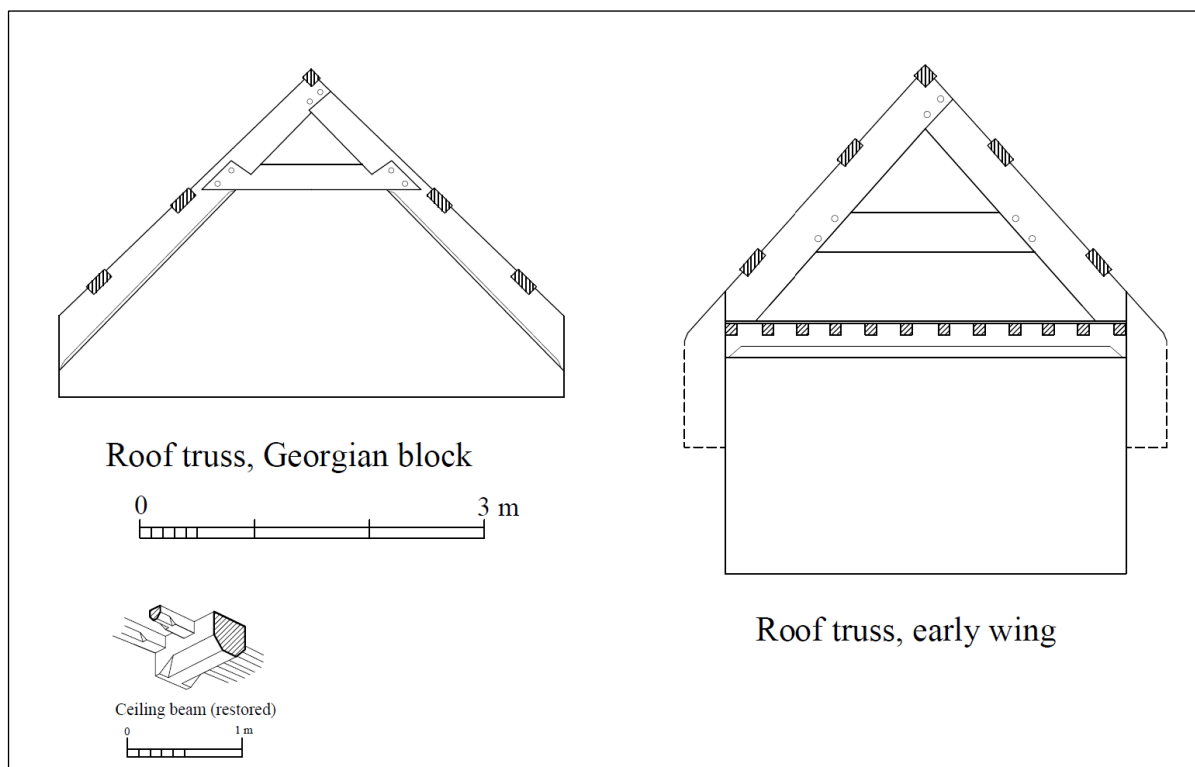 Roof truss, Georgian block
0 3 m
Roof truss, early wing
Ceiling beam (restored)
0 1 m